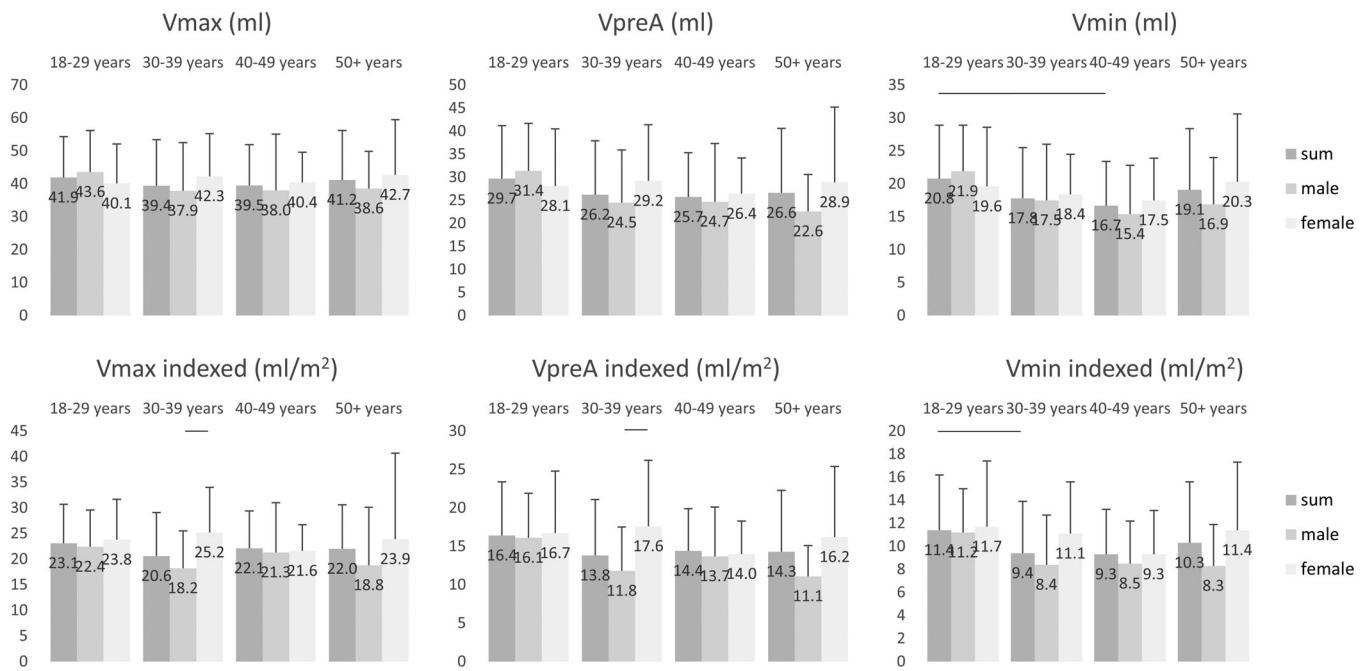 Vmax (ml)
18-29 years 30-39 years 40-49 years 50+ years
70
60
50
40
30
20
10
0
41.9 43.6 40.1 39.4 37.9 42.3 39.5 38.0 40.4 41.2 38.6 42.7
VpreA (ml)
18-29 years 30-39 years 40-49 years 50+ years
50
45
40
35
30
25
20
15
10
5
0
29.7 31.4 28.1 26.2 24.5 29.2 25.7 24.7 26.4 26.6 22.6 28.9
Vmin (ml)
18-29 years 30-39 years 40-49 years 50+ years
35
30
25
20
15
10
5
0
20.8 21.9 19.6 17.8 17.5 18.4 16.7 15.4 17.5 19.1 16.9 20.3
sum
male
female
Vmax indexed (ml/m²)
18-29 years 30-39 years 40-49 years 50+ years
45
40
35
30
25
20
15
10
5
0
23.1 22.4 23.8 20.6 18.2 25.2 22.1 21.3 21.6 22.0 18.8 23.9
VpreA indexed (ml/m²)
18-29 years 30-39 years 40-49 years 50+ years
30
25
20
15
10
5
0
16.4 16.1 16.7 13.8 11.8 17.6 14.4 13.7 14.0 14.3 11.1 16.2
Vmin indexed (ml/m²)
18-29 years 30-39 years 40-49 years 50+ years
20
18
16
14
12
10
8
6
4
2
0
11.4 11.2 11.7 9.4 8.4 11.1 9.3 8.5 9.3 10.3 8.3 11.4
sum
male
female